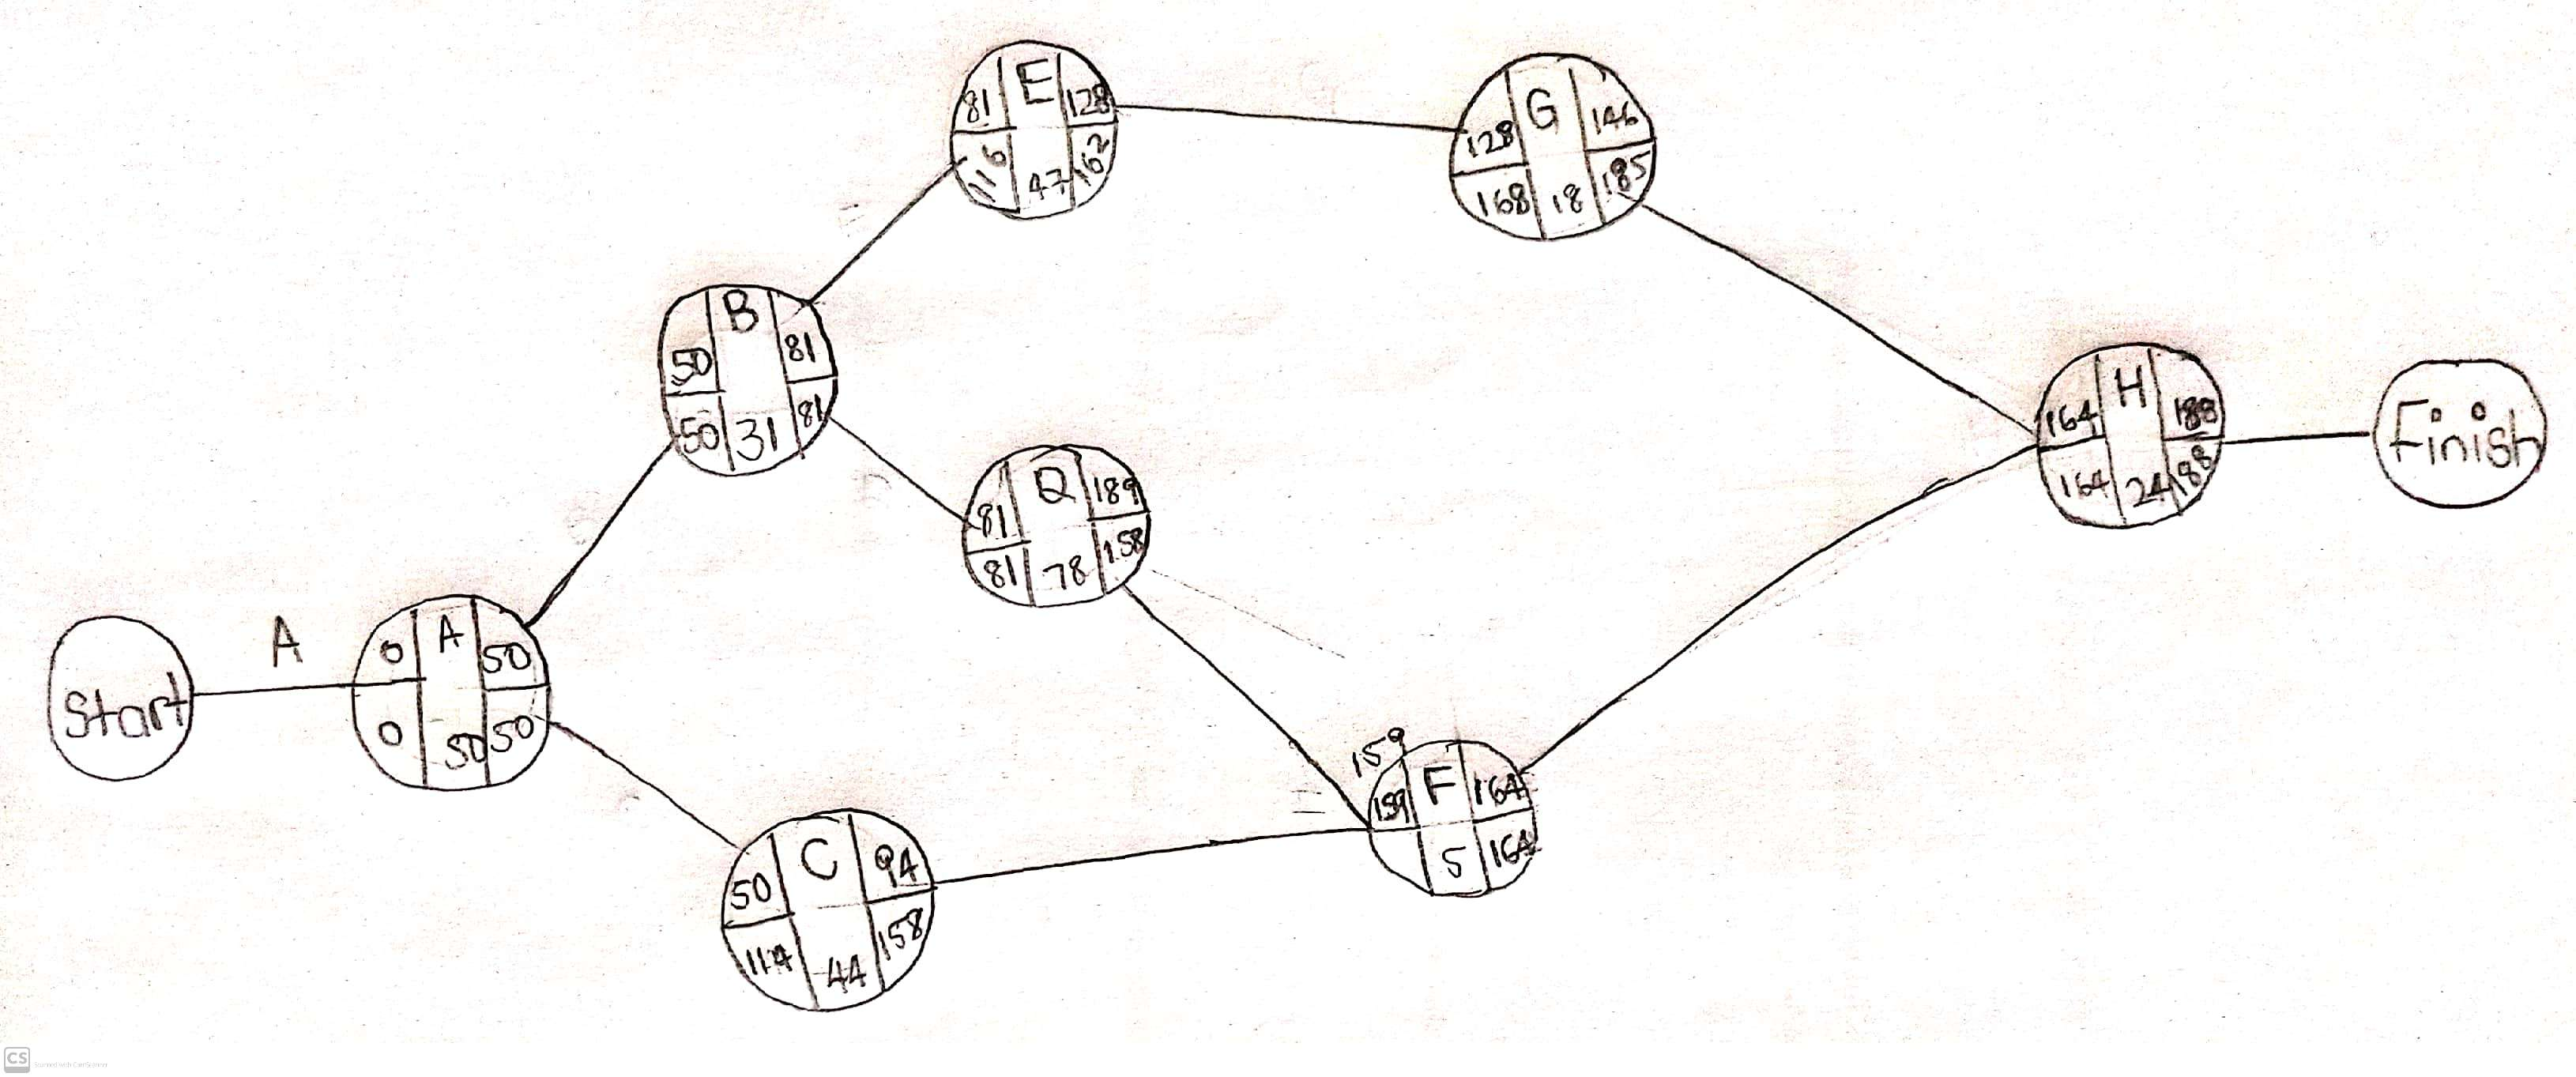 Start
A
0 A 50
0 50 50
50 B 81
50 31 81
50 C 94
114 44 158
81 E 128
116 47 162
81 D 189
81 78 158
128 G 146
168 18 185
159
159 F 164
5 164
164 H 188
164 24 188
Finish
CS